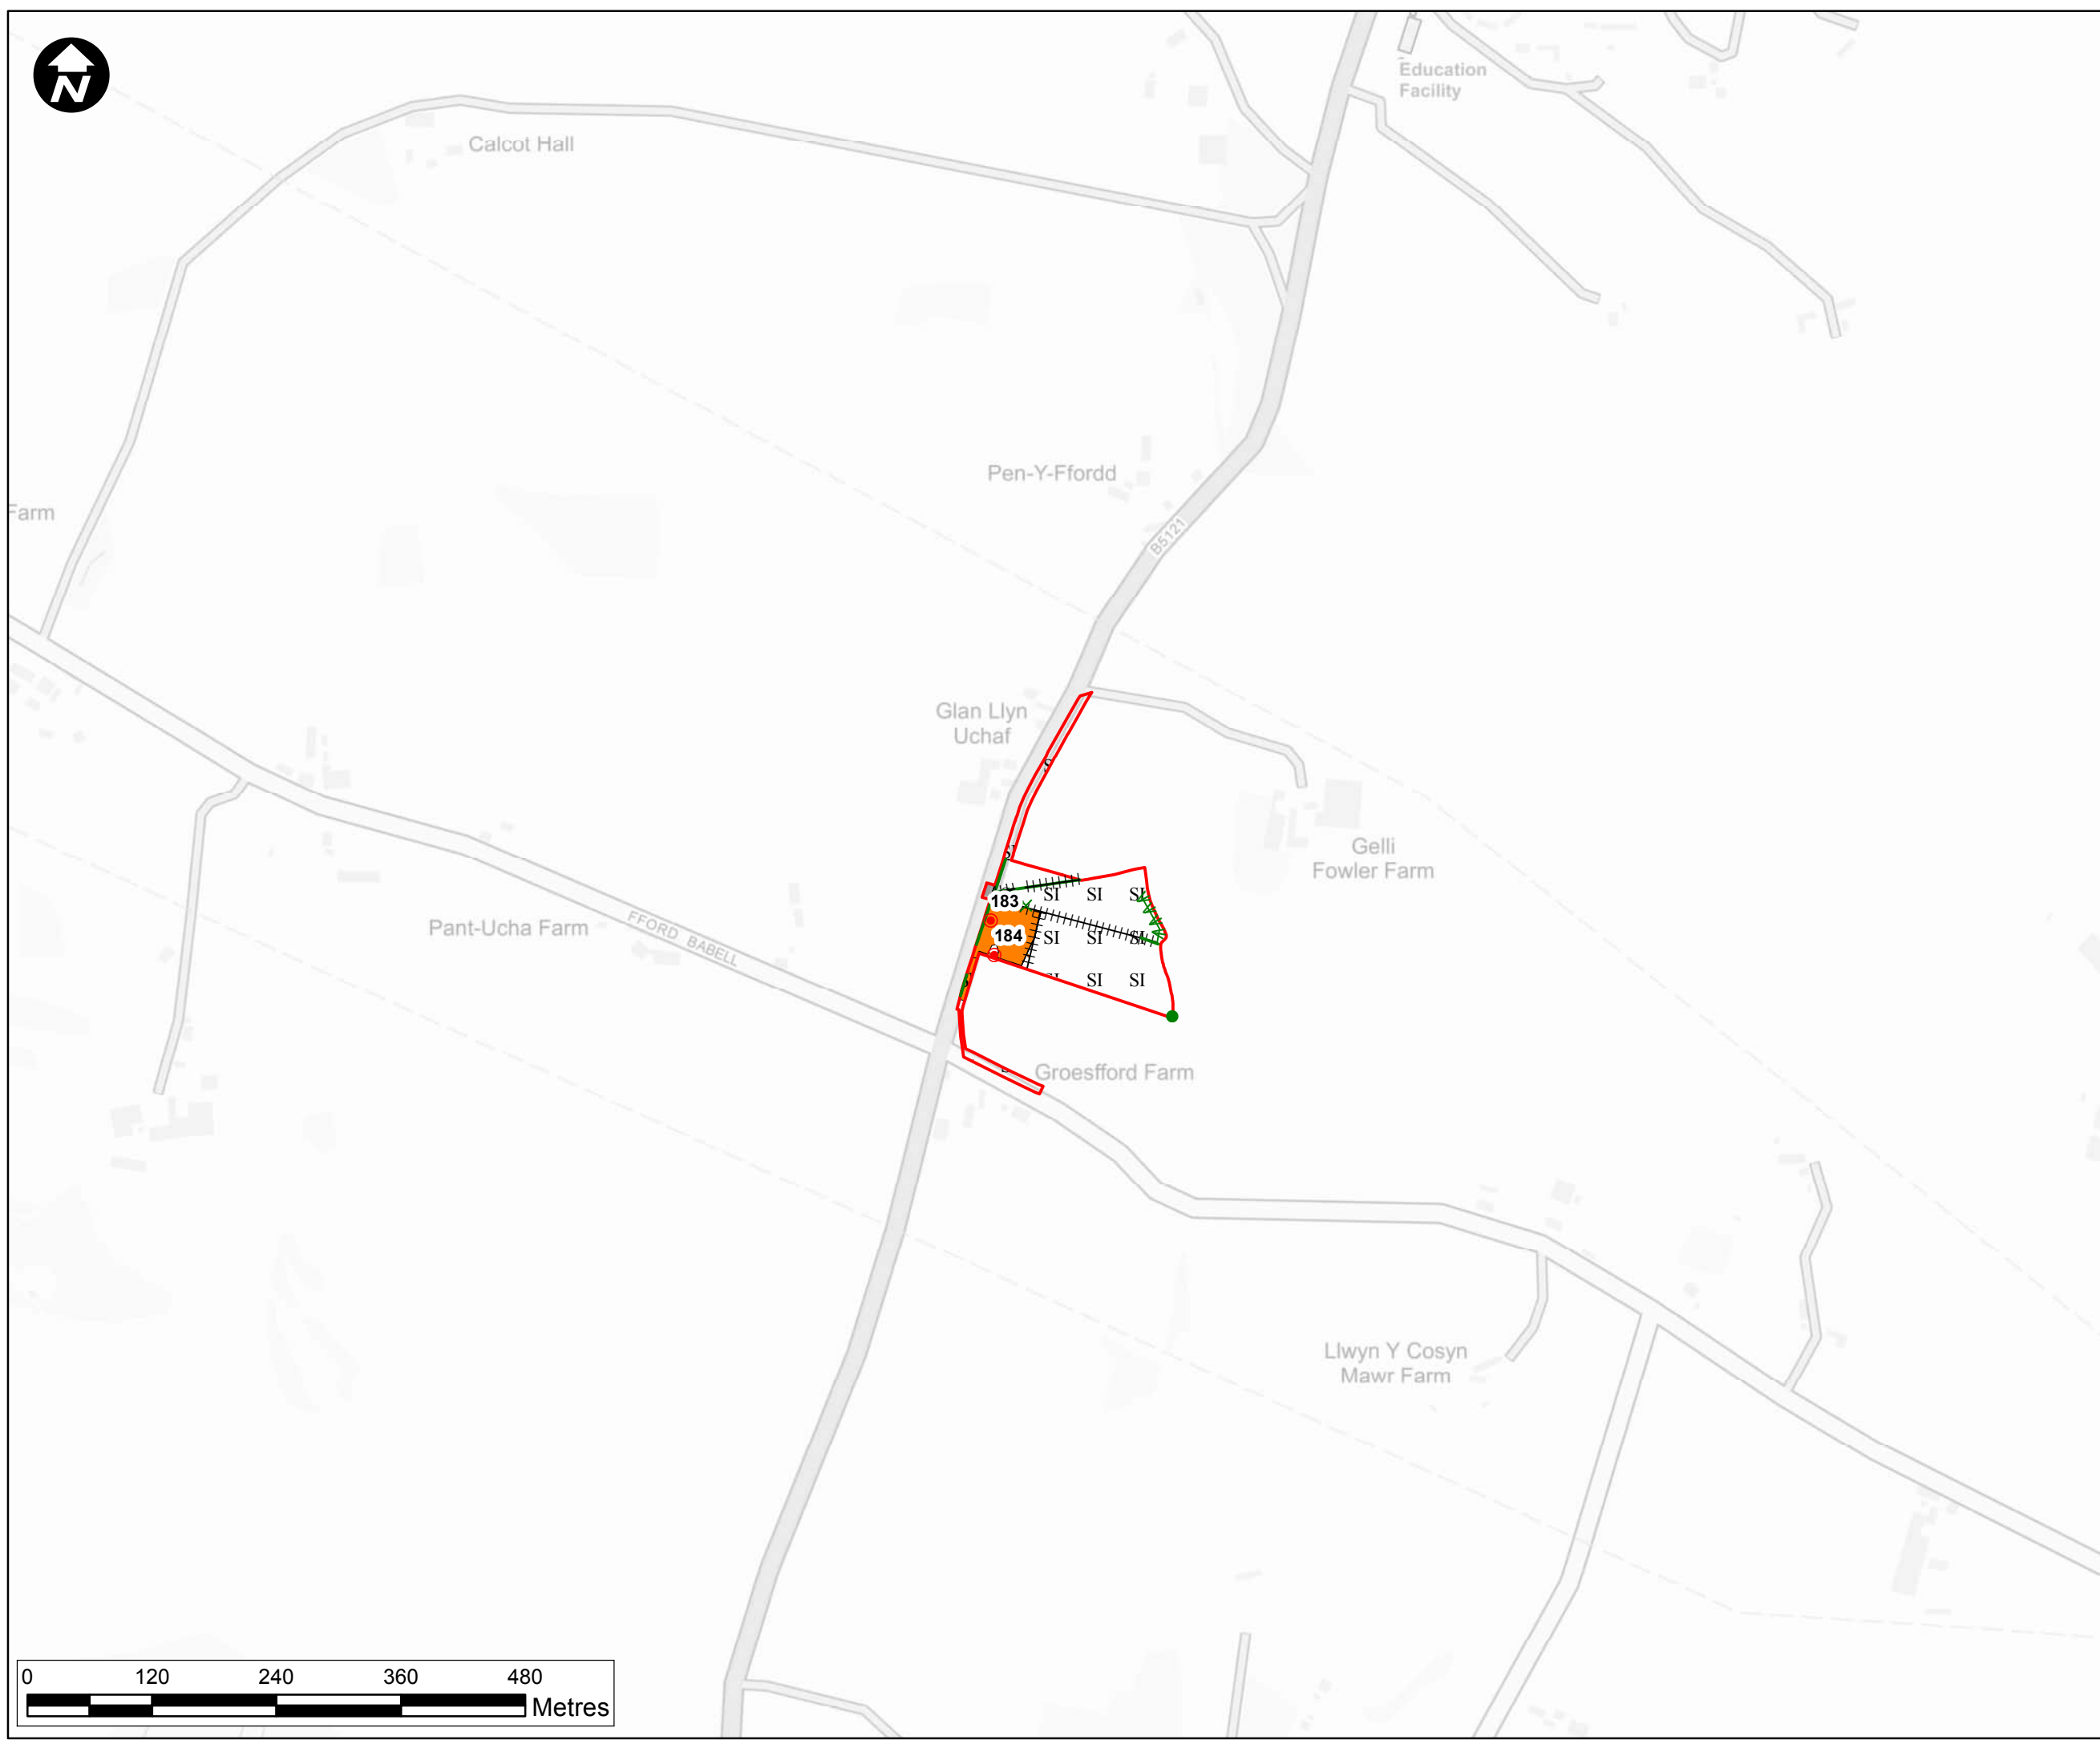 N
Education
Facility
Calcot Hall
Pen-Y-Ffordd
Farm
B5121
Glan Llyn
Uchaf
S
Gelli
Fowler Farm
SI
183
SI SI SI
Pant-Ucha Farm
FFORD BABELL
184
SI SI SI
SI SI SI
Groesfford Farm
Llwyn Y Cosyn
Mawr Farm
0 120 240 360 480
Metres